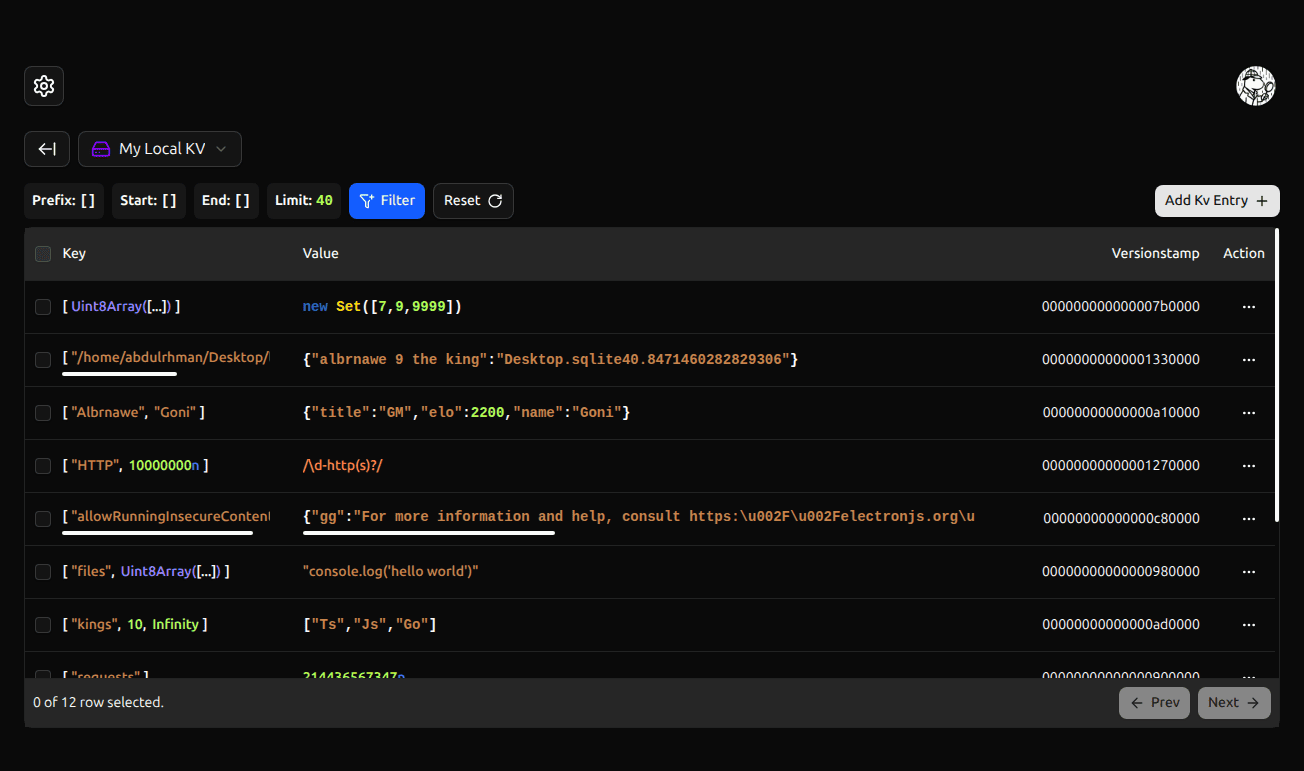 My Local KV
Prefix: [] Start: [] End: [] Limit: 40 Filter Reset Add Kv Entry
Key Value Versionstamp Action
[ Uint8Array([...]) ] new Set([7,9,9999]) 000000000000007b0000
[ "/home/abdulrhman/Desktop/ {"albrnawe 9 the king":"Desktop.sqlite40.8471460282829306"} 00000000000001330000
[ "Albrnawe", "Goni" ] {"title":"GM","elo":2200,"name":"Goni"} 00000000000000a10000
[ "HTTP", 10000000n ] /\d-http(s)?/ 00000000000001270000
[ "allowRunningInsecureContent {"gg":"For more information and help, consult https:\u002F\u002Felectronjs.org\u 00000000000000c80000
[ "files", Uint8Array([...]) ] "console.log('hello world')" 00000000000000980000
[ "kings", 10, Infinity ] ["Ts","Js","Go"] 00000000000000ad0000
[ "requests" ] 214436567347n 00000000000000900000
0 of 12 row selected. Prev Next